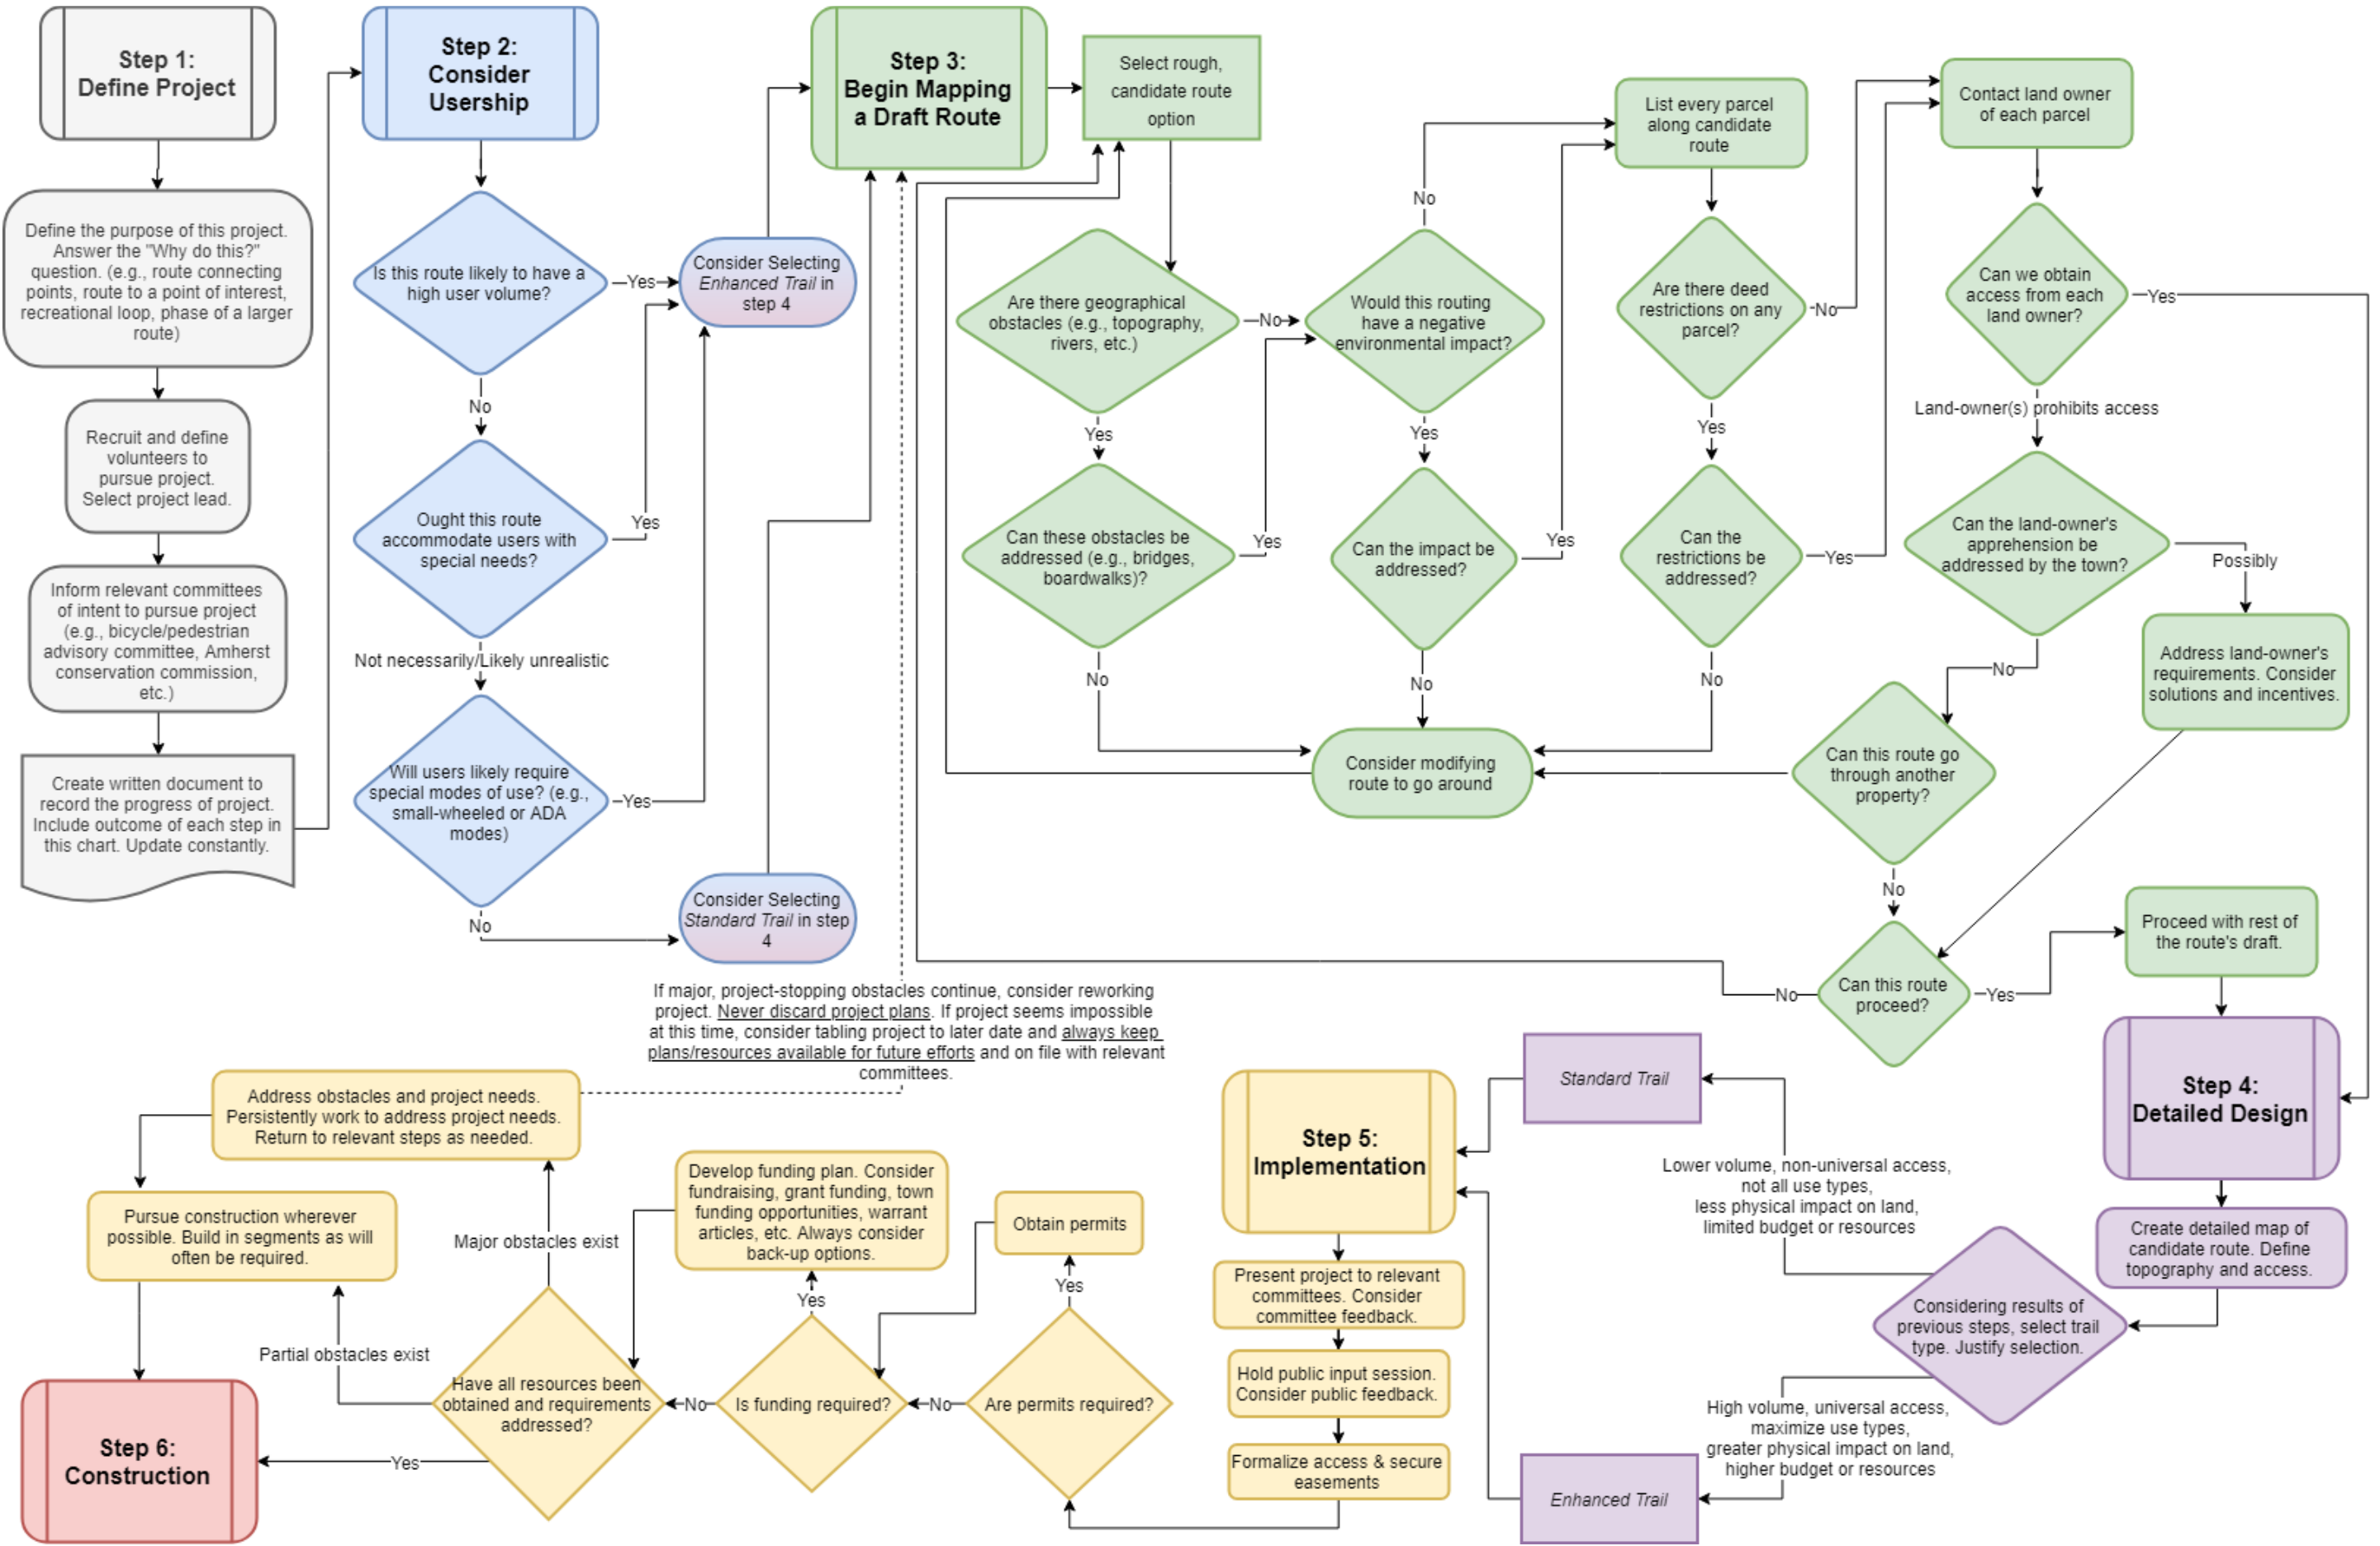 Step 1:
Define Project
Define the purpose of this project.
Answer the "Why do this?"
question. (e.g., route connecting
points, route to a point of interest,
recreational loop, phase of a larger
route)
Recruit and define
volunteers to
pursue project.
Select project lead.
Inform relevant committees
of intent to pursue project
(e.g., bicycle/pedestrian
advisory committee, Amherst
conservation commission,
etc.)
Create written document to
record the progress of project.
Include outcome of each step in
this chart. Update constantly.
Step 2:
Consider
Usership
Is this route likely to have a
high user volume?
Yes
No
Ought this route
accommodate users with
special needs?
Yes
Not necessarily/Likely unrealistic
Will users likely require
special modes of use? (e.g.,
small-wheeled or ADA
modes)
Yes
No
Consider Selecting
Enhanced Trail in
step 4
Consider Selecting
Standard Trail in step
4
Step 3:
Begin Mapping
a Draft Route
Select rough,
candidate route
option
Are there geographical
obstacles (e.g., topography,
rivers, etc.)
No
Yes
Can these obstacles be
addressed (e.g., bridges,
boardwalks)?
Yes
No
Would this routing
have a negative
environmental impact?
No
Yes
Can the impact be
addressed?
Yes
No
Consider modifying
route to go around
List every parcel
along candidate
route
Are there deed
restrictions on any
parcel?
No
Yes
Can the
restrictions be
addressed?
Yes
No
Contact land owner
of each parcel
Can we obtain
access from each
land owner?
Yes
Land-owner(s) prohibits access
Can the land-owner's
apprehension be
addressed by the town?
Possibly
No
Address land-owner's
requirements. Consider
solutions and incentives.
Can this route go
through another
property?
No
Can this route
proceed?
No
Yes
Proceed with rest of
the route's draft.
If major, project-stopping obstacles continue, consider reworking
project. Never discard project plans. If project seems impossible
at this time, consider tabling project to later date and always keep
plans/resources available for future efforts and on file with relevant
committees.
Step 4:
Detailed Design
Create detailed map of
candidate route. Define
topography and access.
Considering results of
previous steps, select trail
type. Justify selection.
Lower volume, non-universal access,
not all use types,
less physical impact on land,
limited budget or resources
Standard Trail
High volume, universal access,
maximize use types,
greater physical impact on land,
higher budget or resources
Enhanced Trail
Step 5:
Implementation
Present project to relevant
committees. Consider
committee feedback.
Hold public input session.
Consider public feedback.
Formalize access & secure
easements
Are permits required?
Yes
No
Obtain permits
Is funding required?
Yes
No
Develop funding plan. Consider
fundraising, grant funding, town
funding opportunities, warrant
articles, etc. Always consider
back-up options.
Have all resources been
obtained and requirements
addressed?
Major obstacles exist
Partial obstacles exist
Yes
Address obstacles and project needs.
Persistently work to address project needs.
Return to relevant steps as needed.
Pursue construction wherever
possible. Build in segments as will
often be required.
Step 6:
Construction